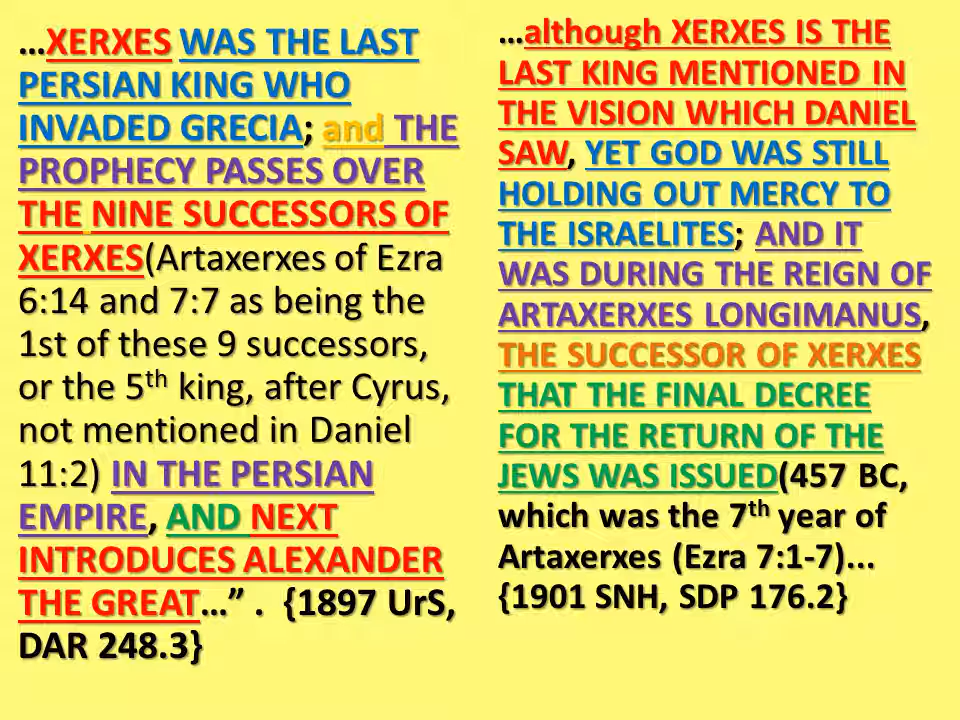 …XERXES WAS THE LAST
PERSIAN KING WHO
INVADED GRECIA; and THE
PROPHECY PASSES OVER
THE NINE SUCCESSORS OF
XERXES(Artaxerxes of Ezra
6:14 and 7:7 as being the
1st of these 9 successors,
or the 5th king, after Cyrus,
not mentioned in Daniel
11:2) IN THE PERSIAN
EMPIRE, AND NEXT
INTRODUCES ALEXANDER
THE GREAT…” . {1897 UrS,
DAR 248.3}
…although XERXES IS THE
LAST KING MENTIONED IN
THE VISION WHICH DANIEL
SAW, YET GOD WAS STILL
HOLDING OUT MERCY TO
THE ISRAELITES; AND IT
WAS DURING THE REIGN OF
ARTAXERXES LONGIMANUS,
THE SUCCESSOR OF XERXES
THAT THE FINAL DECREE
FOR THE RETURN OF THE
JEWS WAS ISSUED(457 BC,
which was the 7th year of
Artaxerxes (Ezra 7:1-7)...
{1901 SNH, SDP 176.2}